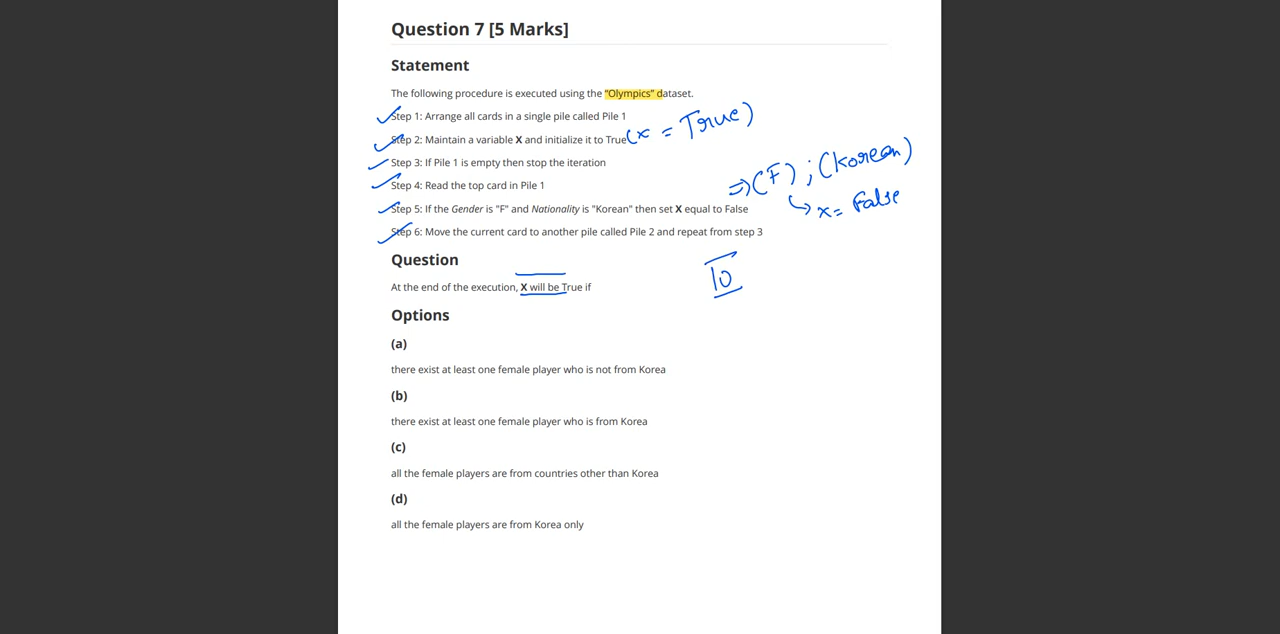 Question 7 [5 Marks]
Statement
The following procedure is executed using the "Olympics" dataset.
Step 1: Arrange all cards in a single pile called Pile 1
Step 2: Maintain a variable X and initialize it to True (x = True)
Step 3: If Pile 1 is empty then stop the iteration
Step 4: Read the top card in Pile 1
⇒ (F) ; (Korean)
Step 5: If the Gender is "F" and Nationality is "Korean" then set X equal to False
↳ x = False
Step 6: Move the current card to another pile called Pile 2 and repeat from step 3
Question
10
At the end of the execution, X will be True if
Options
(a)
there exist at least one female player who is not from Korea
(b)
there exist at least one female player who is from Korea
(c)
all the female players are from countries other than Korea
(d)
all the female players are from Korea only